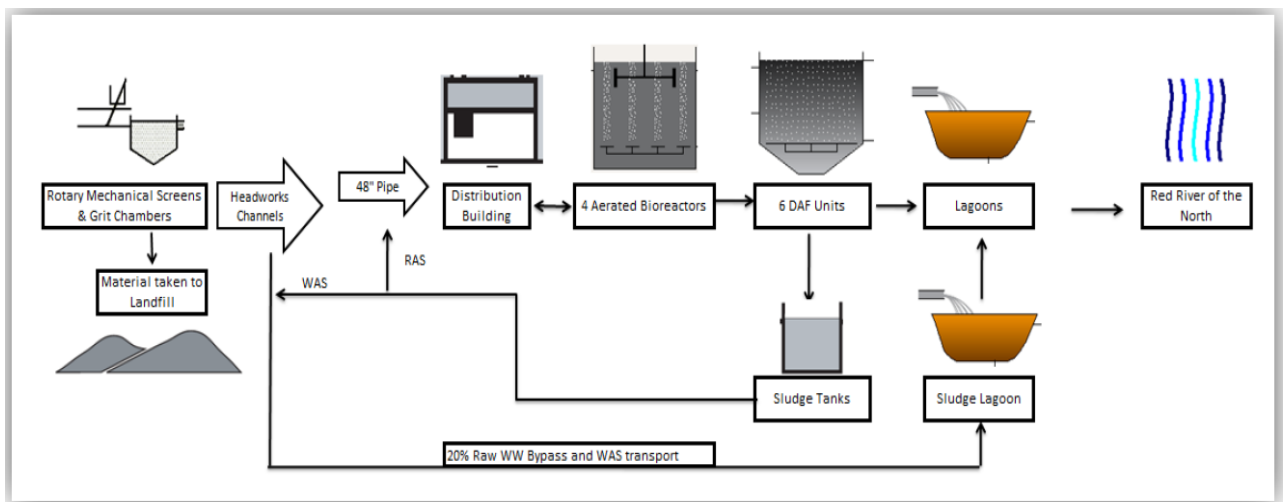 Rotary Mechanical Screens
& Grit Chambers
Headworks
Channels
48" Pipe
Distribution
Building
4 Aerated Bioreactors
6 DAF Units
Lagoons
Red River of the
North
Material taken to
Landfill
WAS
RAS
Sludge Tanks
Sludge Lagoon
20% Raw WW Bypass and WAS transport